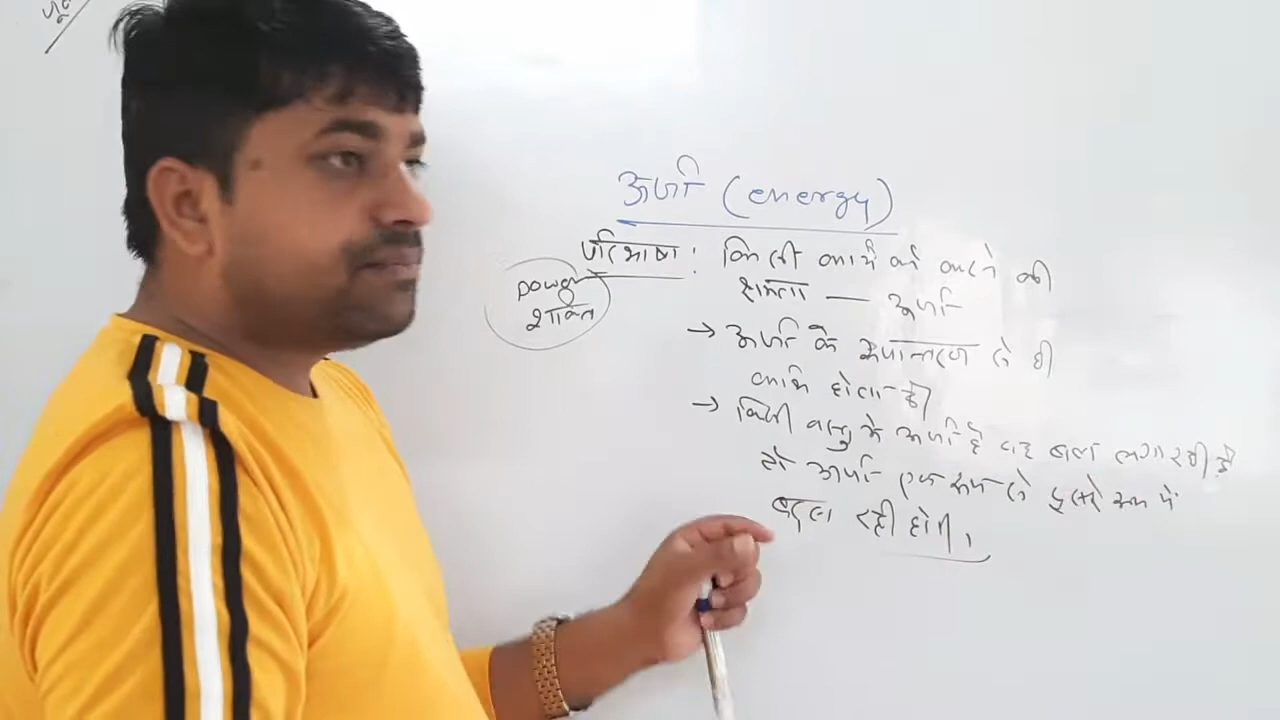 ऊर्जा (energy)
परिभाषा : किसी कार्य को करने की
क्षमता — ऊर्जा
power
शक्ति
→ ऊर्जा के रूपान्तरण से ही
कार्य होता है।
→ किसी वस्तु मे ऊर्जा है वह बल लगा रही है
तो ऊर्जा एक रूप से दुसरे रूप में
बदल रही होगी।